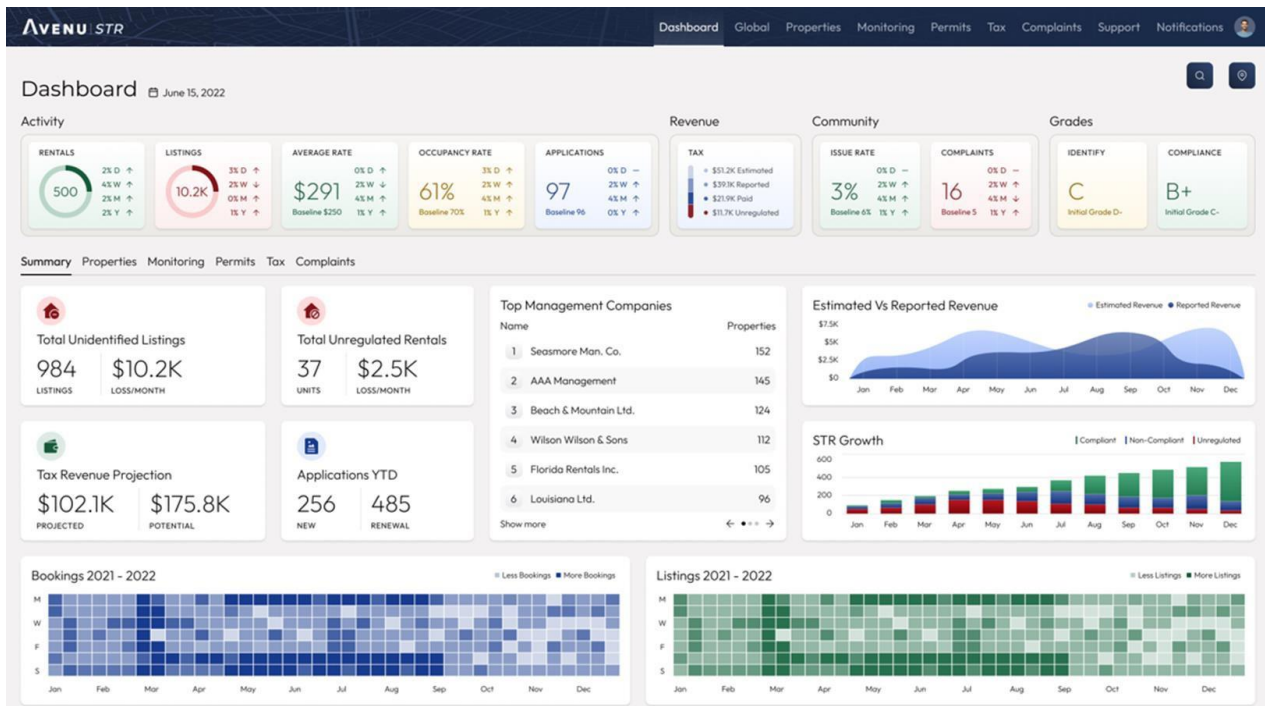 AVENU STR
Dashboard Global Properties Monitoring Permits Tax Complaints Support Notifications
Dashboard June 15, 2022
Activity Revenue Community Grades
RENTALS
500
2% D ↑
4% W ↑
2% M ↑
2% Y ↑
LISTINGS
10.2K
3% D ↑
2% W ↓
0% M ↑
1% Y ↑
AVERAGE RATE
$291
Baseline $250
0% D ↑
2% W ↓
4% M ↑
1% Y ↑
OCCUPANCY RATE
61%
Baseline 70%
3% D ↑
2% W ↑
4% M ↑
1% Y ↑
APPLICATIONS
97
Baseline 96
0% D –
2% W ↑
4% M ↑
0% Y ↑
TAX
$51.2K Estimated
$39.1K Reported
$21.9K Paid
$11.7K Unregulated
ISSUE RATE
3%
Baseline 6%
0% D –
2% W ↑
4% M ↑
1% Y ↑
COMPLAINTS
16
Baseline 5
0% D –
2% W ↑
4% M ↓
1% Y ↑
IDENTIFY
C
Initial Grade D-
COMPLIANCE
B+
Initial Grade C-
Summary Properties Monitoring Permits Tax Complaints
Total Unidentified Listings
984 $10.2K
LISTINGS LOSS/MONTH
Total Unregulated Rentals
37 $2.5K
UNITS LOSS/MONTH
Tax Revenue Projection
$102.1K $175.8K
PROJECTED POTENTIAL
Applications YTD
256 485
NEW RENEWAL
Top Management Companies
Name Properties
1 Seasmore Man. Co. 152
2 AAA Management 145
3 Beach & Mountain Ltd. 124
4 Wilson Wilson & Sons 112
5 Florida Rentals Inc. 105
6 Louisiana Ltd. 96
Show more ← →
Estimated Vs Reported Revenue Estimated Revenue Reported Revenue
$7.5K
$5K
$2.5K
$0
Jan Feb Mar Apr May Jun Jul Aug Sep Oct Nov Dec
STR Growth Compliant Non-Compliant Unregulated
600
400
200
0
Jan Feb Mar Apr May Jun Jul Aug Sep Oct Nov Dec
Bookings 2021 - 2022 Less Bookings More Bookings
M
W
F
S
Jan Feb Mar Apr May Jun Jul Aug Sep Oct Nov Dec
Listings 2021 - 2022 Less Listings More Listings
M
W
F
S
Jan Feb Mar Apr May Jun Jul Aug Sep Oct Nov Dec